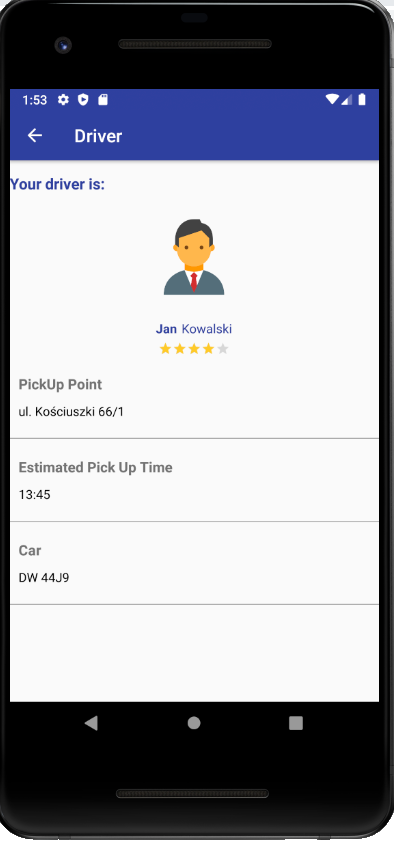 1:53
Driver
Your driver is:
Jan Kowalski
PickUp Point
ul. Kościuszki 66/1
Estimated Pick Up Time
13:45
Car
DW 44J9